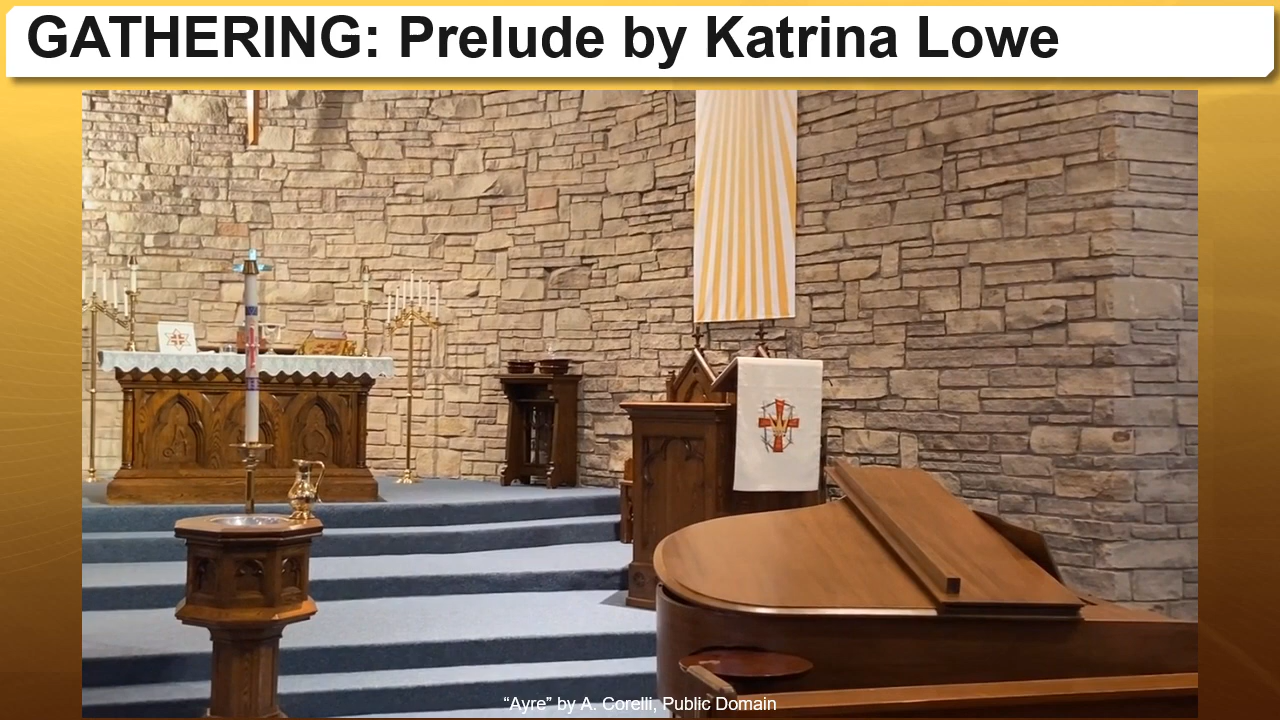 GATHERING: Prelude by Katrina Lowe
“Ayre” by A. Corelli, Public Domain